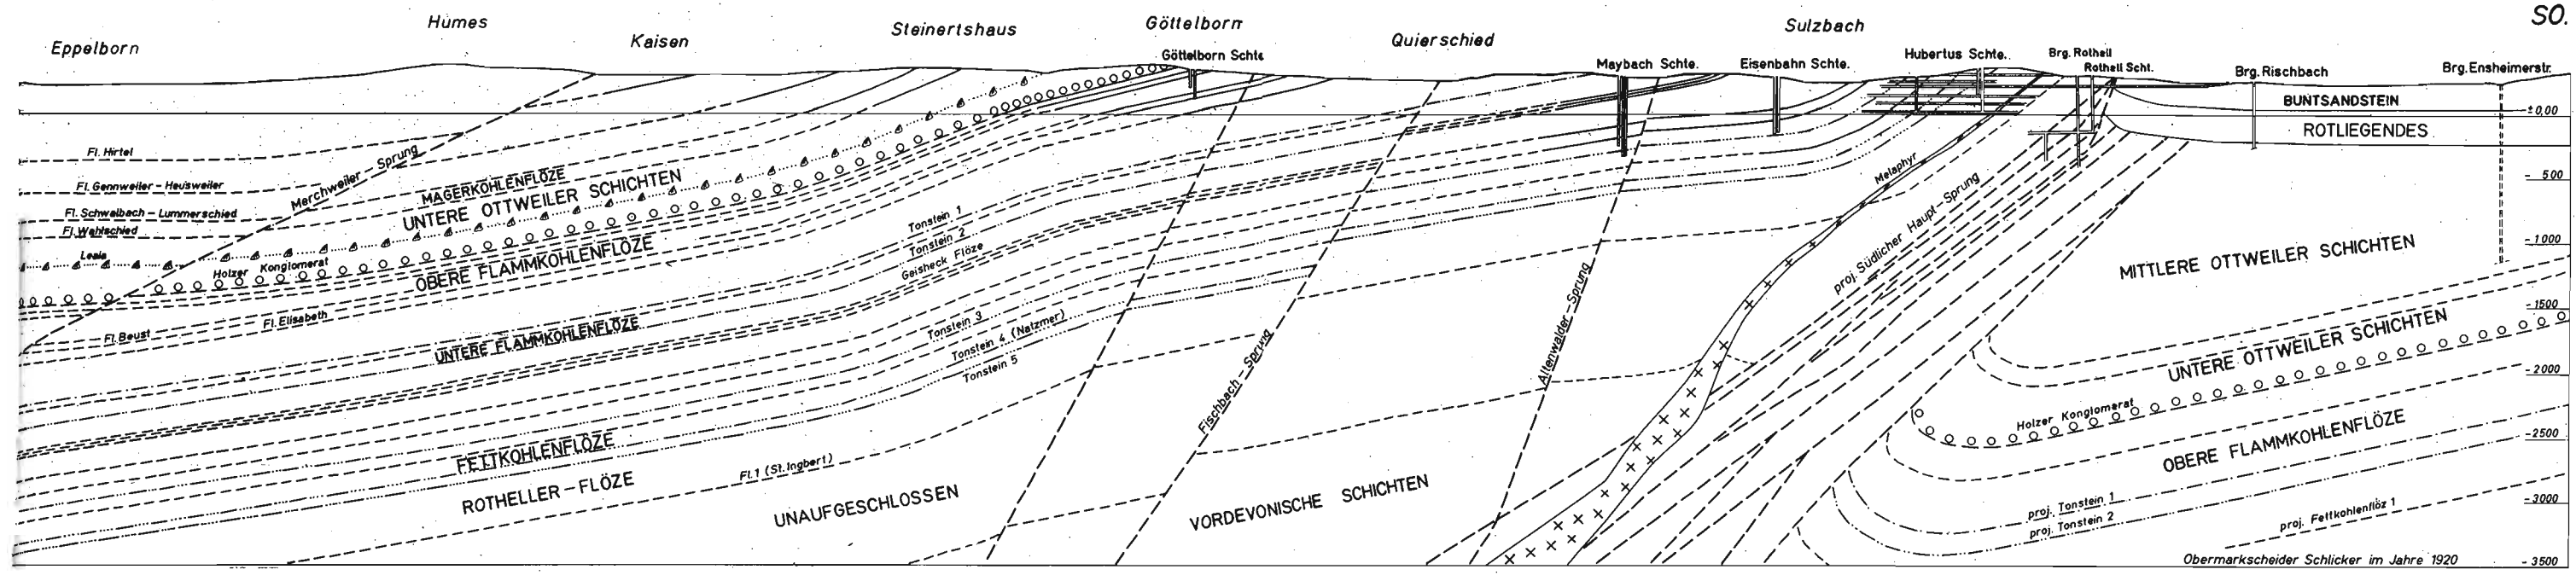 SO.
Eppelborn
Humes
Kaisen
Steinertshaus
Göttelborn
Quierschied
Sulzbach
Göttelborn Schte
Maybach Schte.
Eisenbahn Schte.
Hubertus Schte.
Brg. Rothell
Rothell Scht.
Brg. Rischbach
Brg. Ensheimerstr.
BUNTSANDSTEIN
± 0,00
ROTLIEGENDES
Fl. Hirtel
Merchweiler Sprung
Fl. Gennweiler - Heusweiler
MAGERKOHLENFLÖZE
UNTERE OTTWEILER SCHICHTEN
Fl. Schwalbach - Lummerschied
Fl. Wahlschied
Leaia
Holzer Konglomerat
OBERE FLAMMKOHLENFLÖZE
Fl. Beust
Fl. Elisabeth
UNTERE FLAMMKOHLENFLÖZE
Tonstein 1
Tonstein 2
Geisheck Flöze
Tonstein 3
Tonstein 4 (Natzmer)
Tonstein 5
FETTKOHLENFLÖZE
ROTHELLER-FLÖZE
Fl. 1 (St. Ingbert)
UNAUFGESCHLOSSEN
Fischbach - Sprung
VORDEVONISCHE SCHICHTEN
Altenwalder - Sprung
Melaphyr
proj. Südlicher Haupt-Sprung
MITTLERE OTTWEILER SCHICHTEN
UNTERE OTTWEILER SCHICHTEN
Holzer Konglomerat
OBERE FLAMMKOHLENFLÖZE
proj. Tonstein 1
proj. Tonstein 2
proj. Fettkohlenflöz 1
- 500
- 1000
- 1500
- 2000
- 2500
- 3000
- 3500
Obermarkscheider Schlicker im Jahre 1920